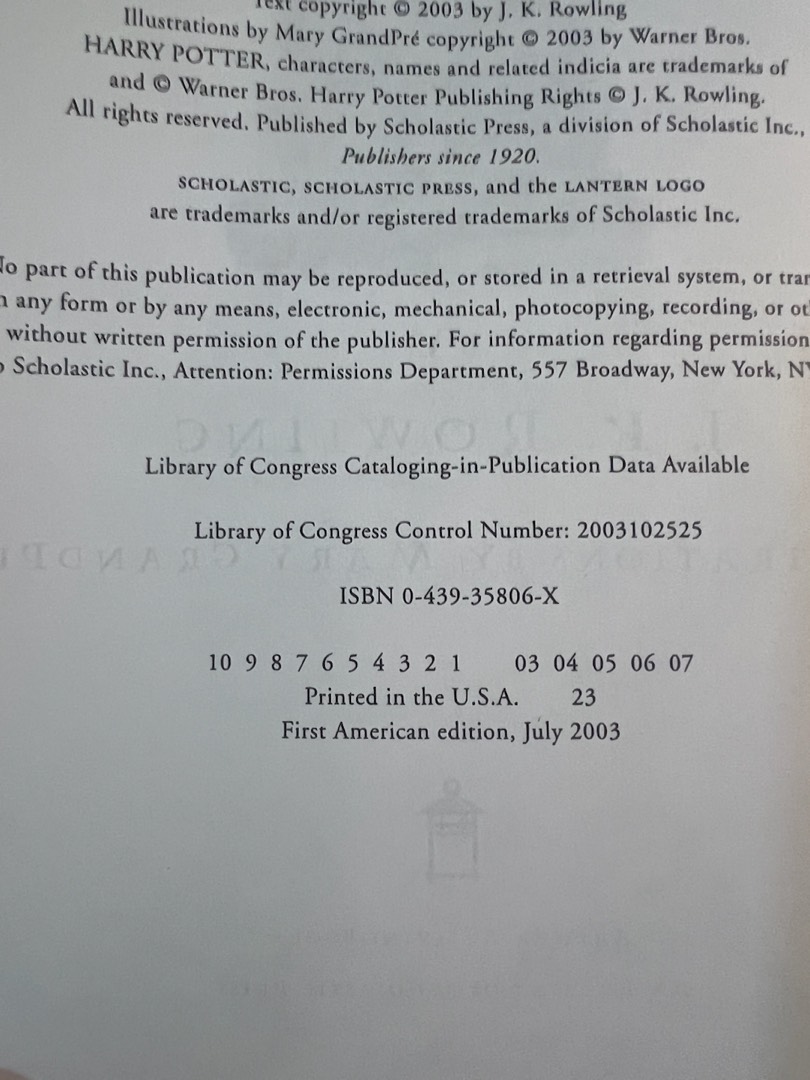 Text copyright © 2003 by J. K. Rowling
Illustrations by Mary GrandPré copyright © 2003 by Warner Bros.
HARRY POTTER, characters, names and related indicia are trademarks of
and © Warner Bros. Harry Potter Publishing Rights © J. K. Rowling.
All rights reserved. Published by Scholastic Press, a division of Scholastic Inc.,
Publishers since 1920.
SCHOLASTIC, SCHOLASTIC PRESS, and the LANTERN LOGO
are trademarks and/or registered trademarks of Scholastic Inc.
part of this publication may be reproduced, or stored in a retrieval system, or
any form or by any means, electronic, mechanical, photocopying, recording, or
without written permission of the publisher. For information regarding permission
Scholastic Inc., Attention: Permissions Department, 557 Broadway, New York,
Library of Congress Cataloging-in-Publication Data Available
Library of Congress Control Number: 2003102525
ISBN 0-439-35806-X
10 9 8 7 6 5 4 3 2 1 03 04 05 06 07
Printed in the U.S.A. 23
First American edition, July 2003